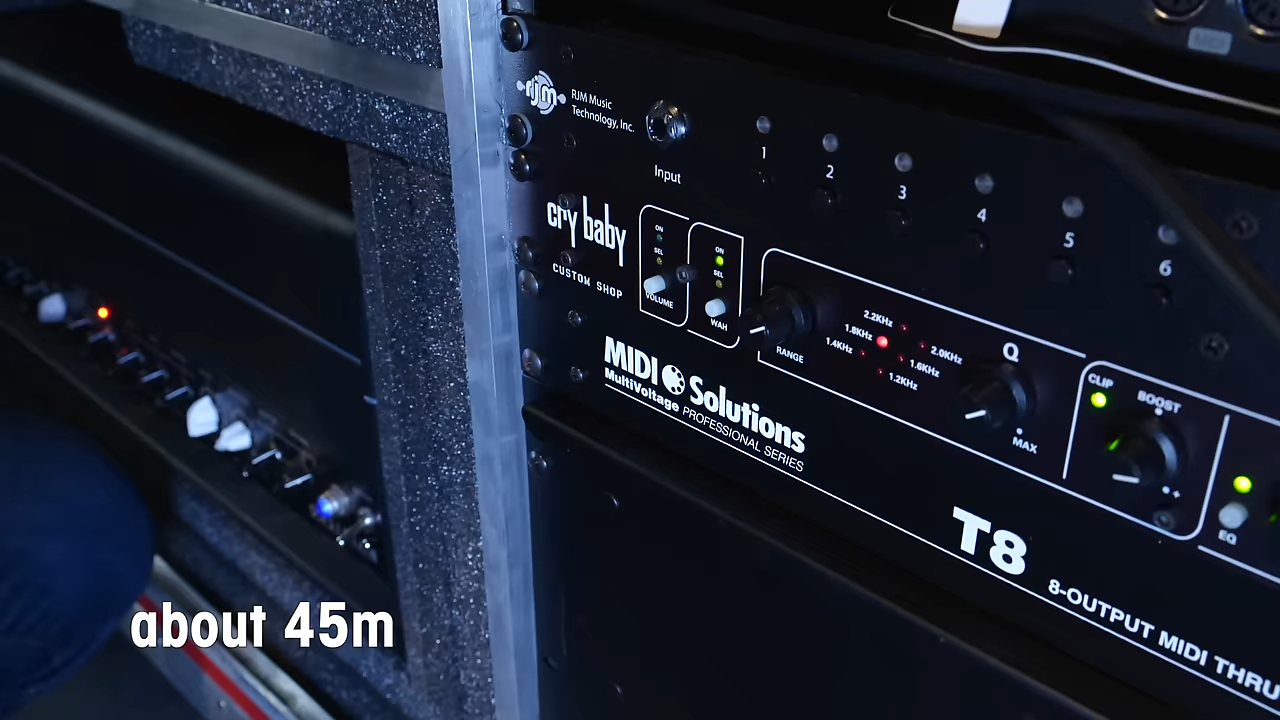 rjm
RJM Music
Technology, Inc.
Input
1
2
3
4
5
6
cry baby
CUSTOM SHOP
ON
SEL
VOLUME
ON
SEL
WAH
RANGE
2.2KHz
1.8KHz
2.0KHz
1.4KHz
1.6KHz
1.2KHz
Q
MAX
CLIP
BOOST
+
EQ
MIDI Solutions
MultiVoltage PROFESSIONAL SERIES
T8
8-OUTPUT MIDI THRU
about 45m